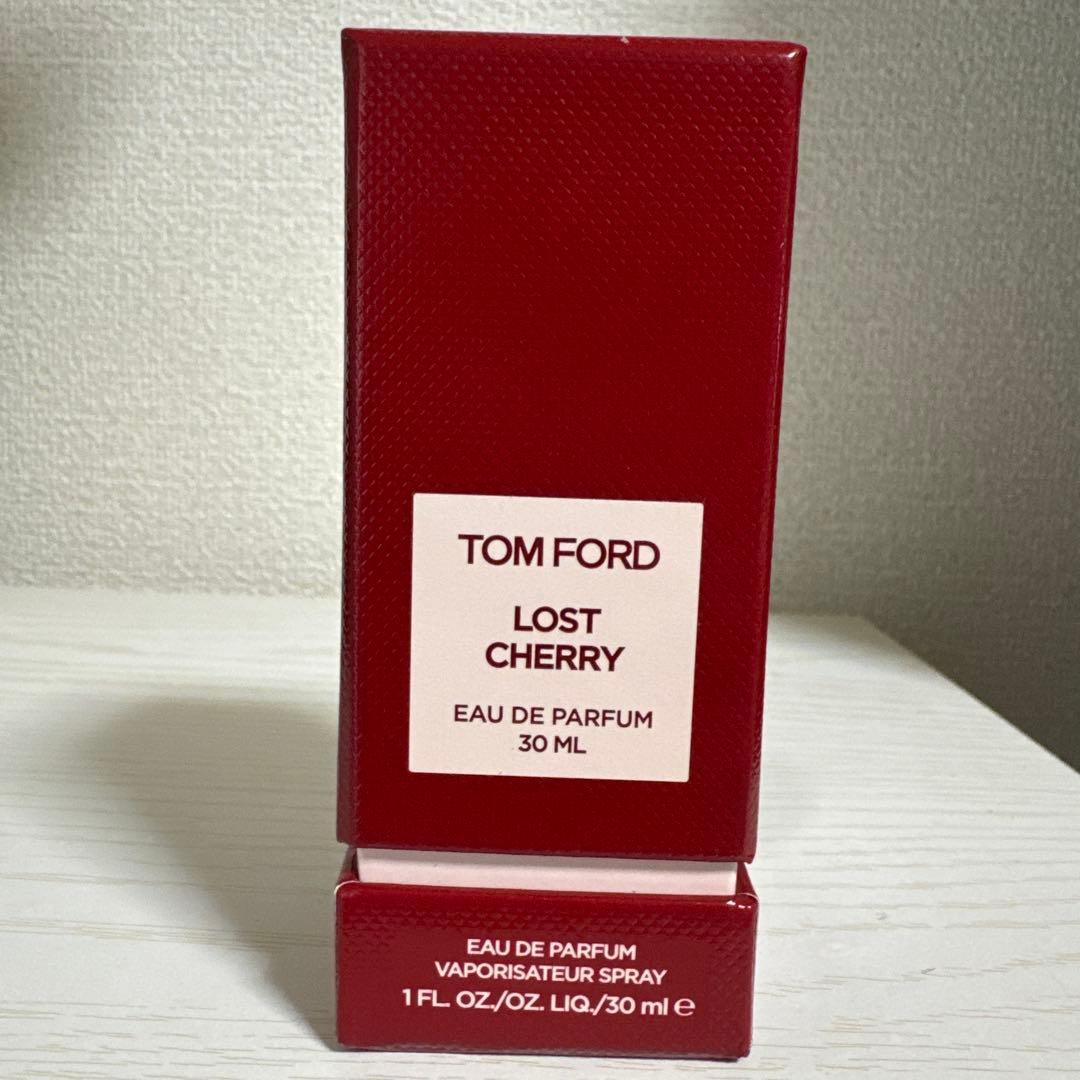 TOM FORD
LOST
CHERRY
EAU DE PARFUM
30 ML
EAU DE PARFUM
VAPORISATEUR SPRAY
1 FL. OZ./OZ. LIQ./30 ml ℮